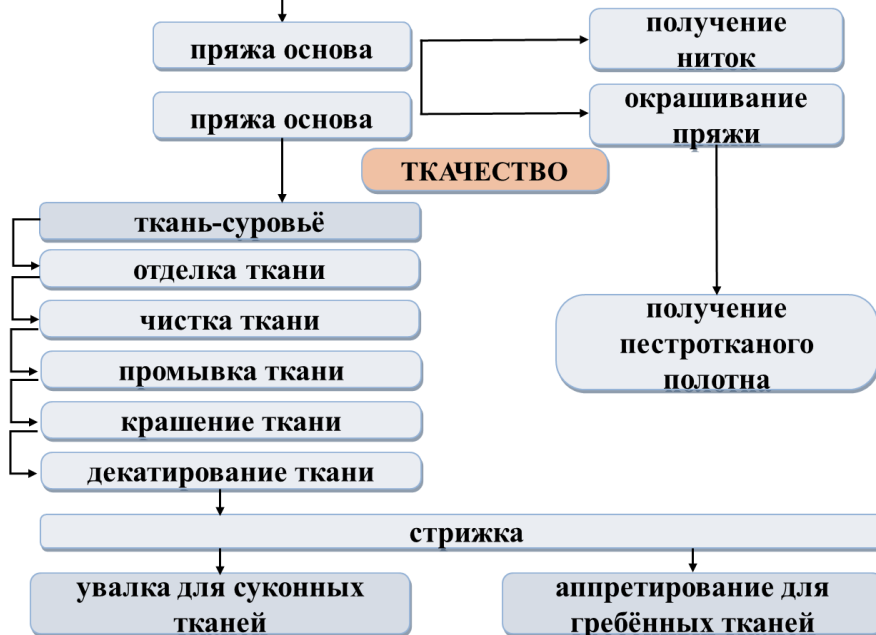 пряжа основа
получение
ниток
пряжа основа
окрашивание
пряжи
ТКАЧЕСТВО
ткань-суровьё
отделка ткани
чистка ткани
промывка ткани
крашение ткани
декатирование ткани
получение
пестротканого
полотна
стрижка
увалка для суконных
тканей
аппретирование для
гребённых тканей